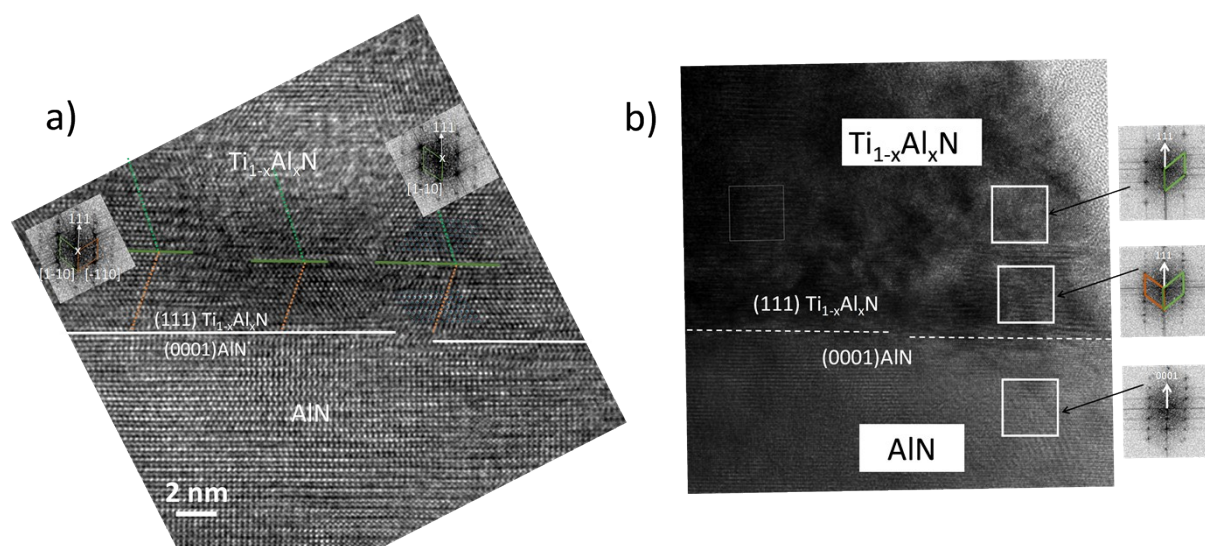 a)
Ti1-xAlxN
111
x
[1-10]
111
x
[1-10] [-110]
(111) Ti1-xAlxN
(0001)AlN
AlN
2 nm
b)
Ti1-xAlxN
111
111
(111) Ti1-xAlxN
(0001)AlN
0001
AlN